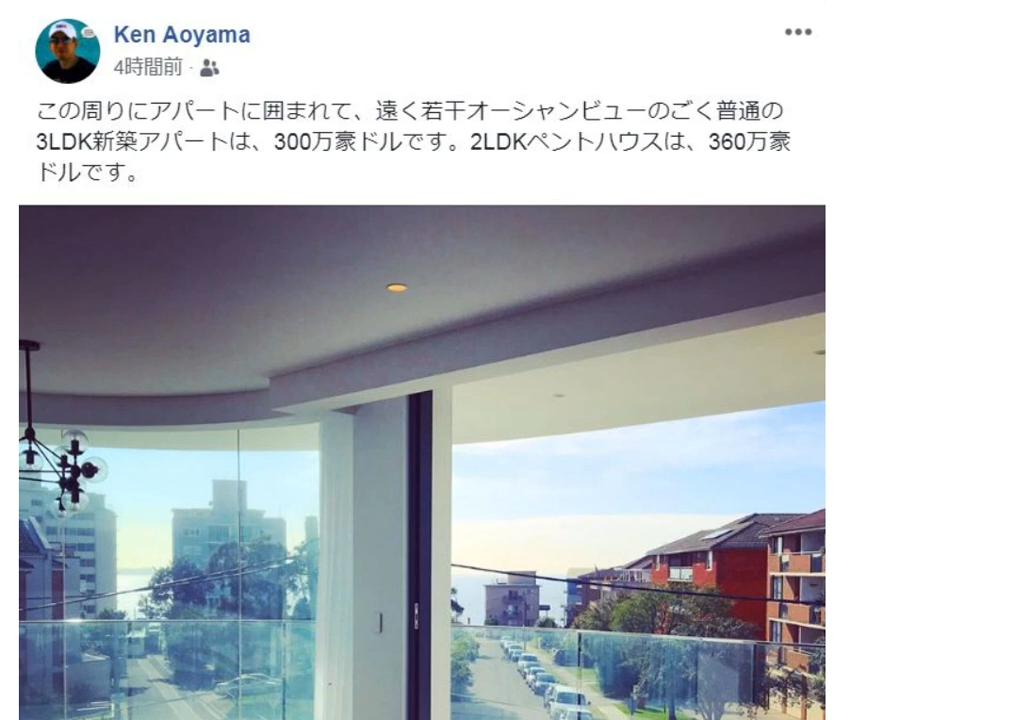 Ken Aoyama
4時間前 ·
この周りにアパートに囲まれて、遠く若干オーシャンビューのごく普通の
3LDK新築アパートは、300万豪ドルです。2LDKペントハウスは、360万豪
ドルです。